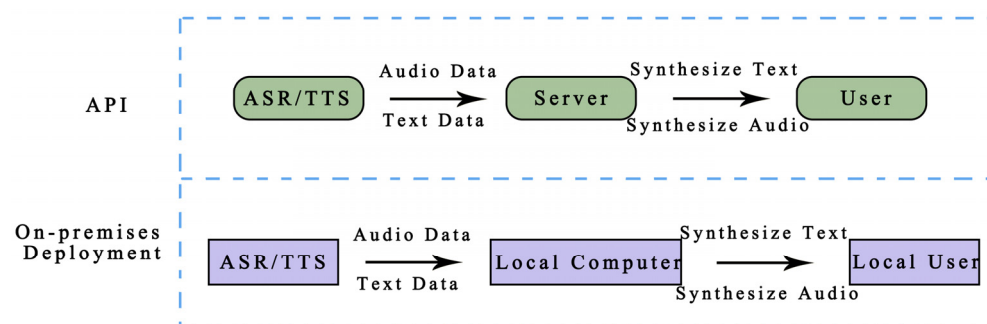 API
ASR/TTS
Audio Data
Text Data
Server
Synthesize Text
Synthesize Audio
User
On-premises
Deployment
ASR/TTS
Audio Data
Text Data
Local Computer
Synthesize Text
Synthesize Audio
Local User